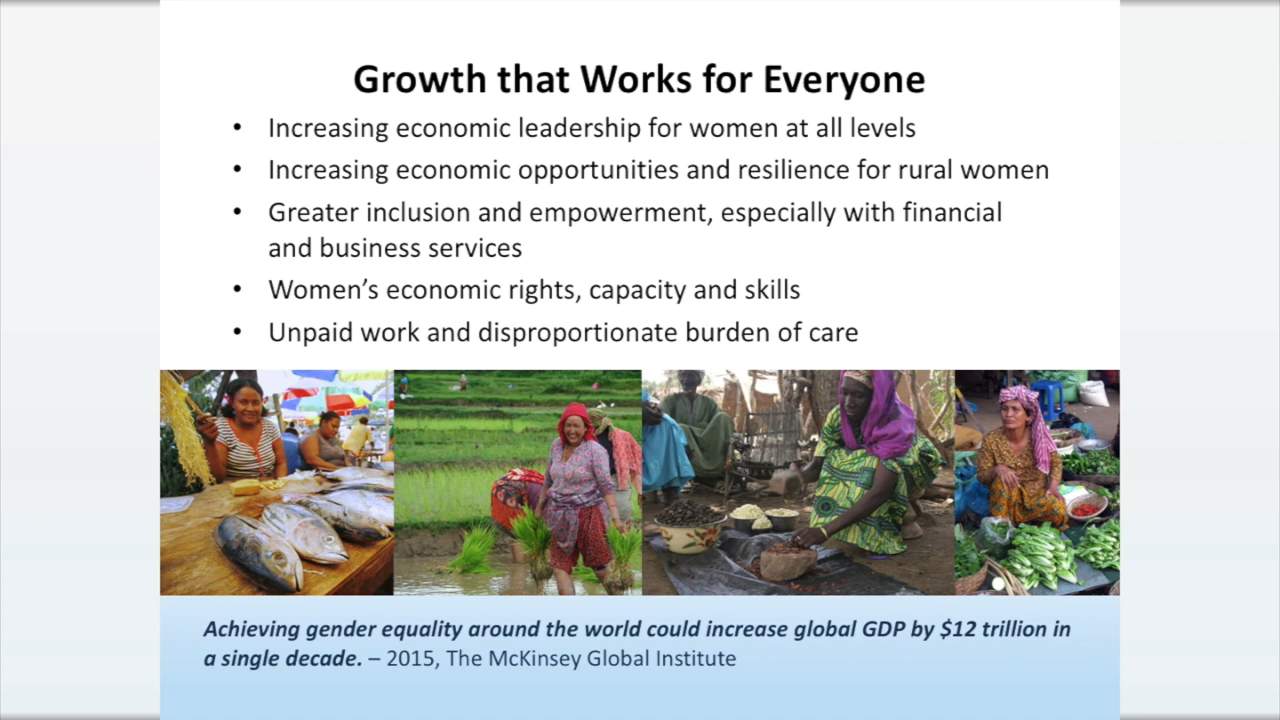 Growth that Works for Everyone
• Increasing economic leadership for women at all levels
• Increasing economic opportunities and resilience for rural women
• Greater inclusion and empowerment, especially with financial
and business services
• Women’s economic rights, capacity and skills
• Unpaid work and disproportionate burden of care
Achieving gender equality around the world could increase global GDP by $12 trillion in
a single decade. – 2015, The McKinsey Global Institute